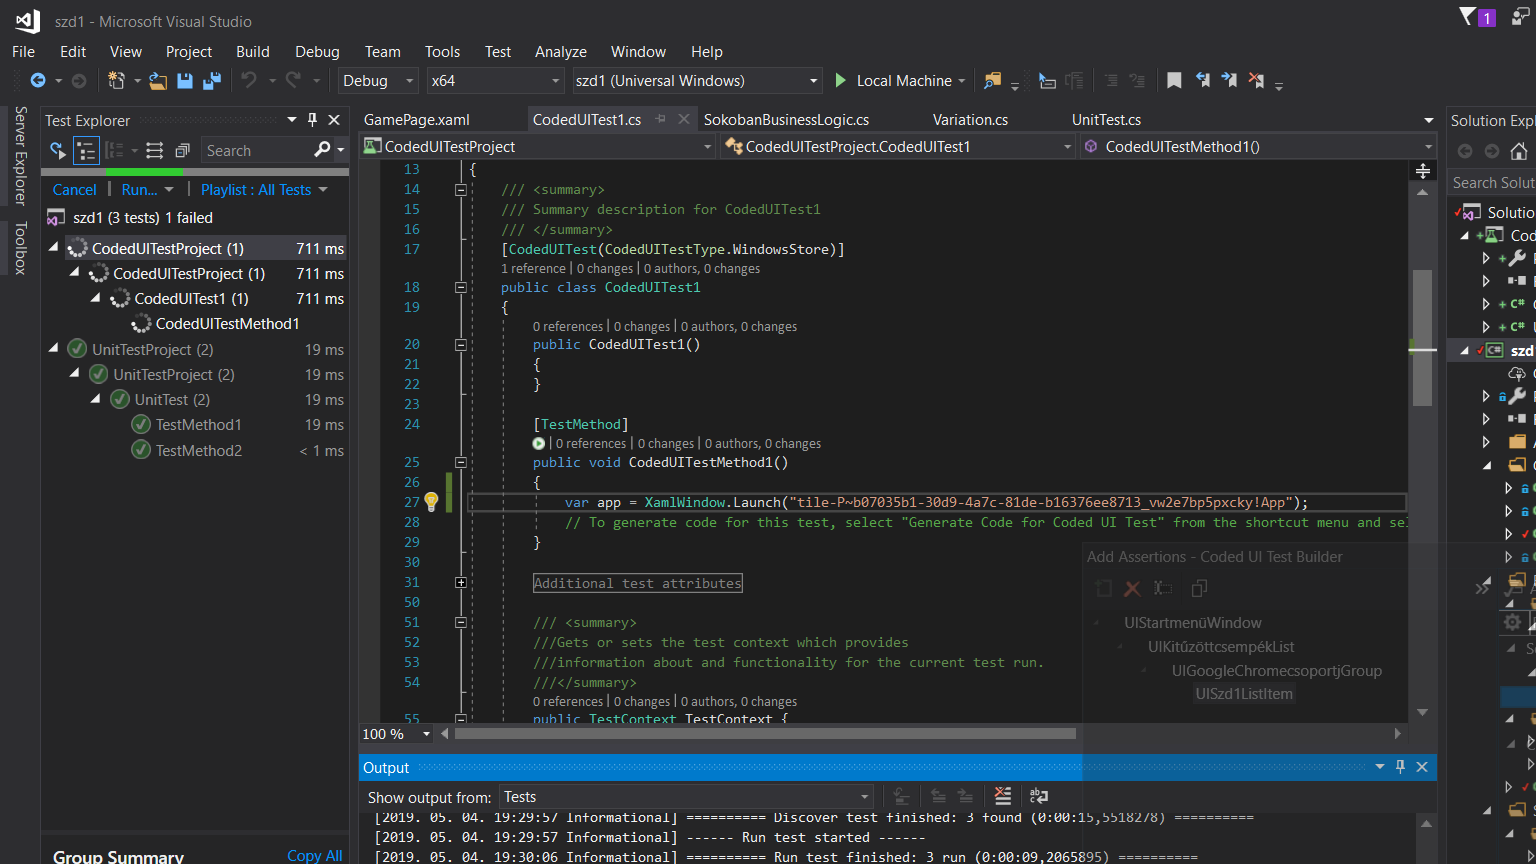 szd1 - Microsoft Visual Studio
1
File Edit View Project Build Debug Team Tools Test Analyze Window Help
Debug x64 szd1 (Universal Windows) Local Machine
Server Explorer
Toolbox
Test Explorer
Search
Cancel Run... Playlist : All Tests
szd1 (3 tests) 1 failed
CodedUITestProject (1) 711 ms
CodedUITestProject (1) 711 ms
CodedUITest1 (1) 711 ms
CodedUITestMethod1
UnitTestProject (2) 19 ms
UnitTestProject (2) 19 ms
UnitTest (2) 19 ms
TestMethod1 19 ms
TestMethod2 < 1 ms
Group Summary
Copy All
GamePage.xaml CodedUITest1.cs SokobanBusinessLogic.cs Variation.cs UnitTest.cs
CodedUITestProject CodedUITestProject.CodedUITest1 CodedUITestMethod1()
13 {
14 /// <summary>
15 /// Summary description for CodedUITest1
16 /// </summary>
17 [CodedUITest(CodedUITestType.WindowsStore)]
1 reference | 0 changes | 0 authors, 0 changes
18 public class CodedUITest1
19 {
0 references | 0 changes | 0 authors, 0 changes
20 public CodedUITest1()
21 {
22 }
23
24 [TestMethod]
| 0 references | 0 changes | 0 authors, 0 changes
25 public void CodedUITestMethod1()
26 {
27 var app = XamlWindow.Launch("tile-P~b07035b1-30d9-4a7c-81de-b16376ee8713_vw2e7bp5pxcky!App");
28 // To generate code for this test, select "Generate Code for Coded UI Test" from the shortcut menu and sel
29 }
30
31 Additional test attributes
50
51 /// <summary>
52 ///Gets or sets the test context which provides
53 ///information about and functionality for the current test run.
54 ///</summary>
0 references | 0 changes | 0 authors, 0 changes
55 public TestContext TestContext {
100 %
Add Assertions - Coded UI Test Builder
UIStartmenüWindow
UIKitűzöttcsempékList
UIGoogleChromecsoportjGroup
UISzd1ListItem
Output
Show output from: Tests
[2019. 05. 04. 19:29:57 Informational] ========== Discover test finished: 3 found (0:00:15,5518278) ==========
[2019. 05. 04. 19:29:57 Informational] ------ Run test started ------
[2019. 05. 04. 19:30:06 Informational] ========== Run test finished: 3 run (0:00:09,2065895) ==========
Solution Expl
Search Solut
Solutio
Cod
szd